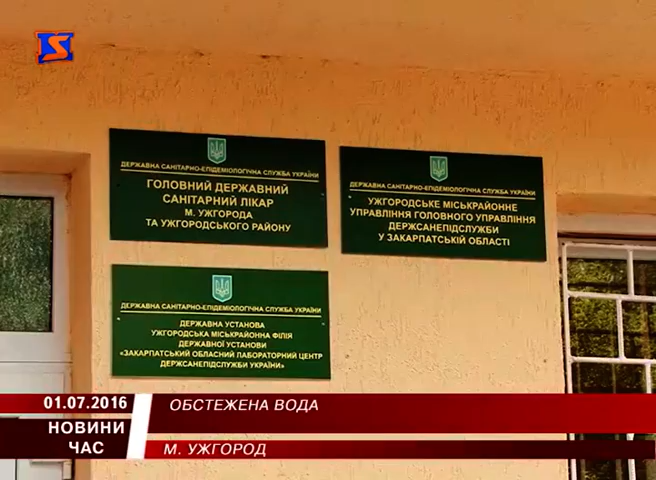 ДЕРЖАВНА САНІТАРНО-ЕПІДЕМІОЛОГІЧНА СЛУЖБА УКРАЇНИ
ГОЛОВНИЙ ДЕРЖАВНИЙ
САНІТАРНИЙ ЛІКАР
М. УЖГОРОДА
ТА УЖГОРОДСЬКОГО РАЙОНУ
ДЕРЖАВНА САНІТАРНО-ЕПІДЕМІОЛОГІЧНА СЛУЖБА УКРАЇНИ
УЖГОРОДСЬКЕ МІСЬКРАЙОННЕ
УПРАВЛІННЯ ГОЛОВНОГО УПРАВЛІННЯ
ДЕРЖСАНЕПІДСЛУЖБИ
У ЗАКАРПАТСЬКІЙ ОБЛАСТІ
ДЕРЖАВНА САНІТАРНО-ЕПІДЕМІОЛОГІЧНА СЛУЖБА УКРАЇНИ
ДЕРЖАВНА УСТАНОВА
УЖГОРОДСЬКА МІСЬКРАЙОННА ФІЛІЯ
ДЕРЖАВНОЇ УСТАНОВИ
«ЗАКАРПАТСЬКИЙ ОБЛАСНИЙ ЛАБОРАТОРНИЙ ЦЕНТР
ДЕРЖСАНЕПІДСЛУЖБИ УКРАЇНИ»
01.07.2016
ОБСТЕЖЕНА ВОДА
НОВИНИ
ЧАС
М. УЖГОРОД